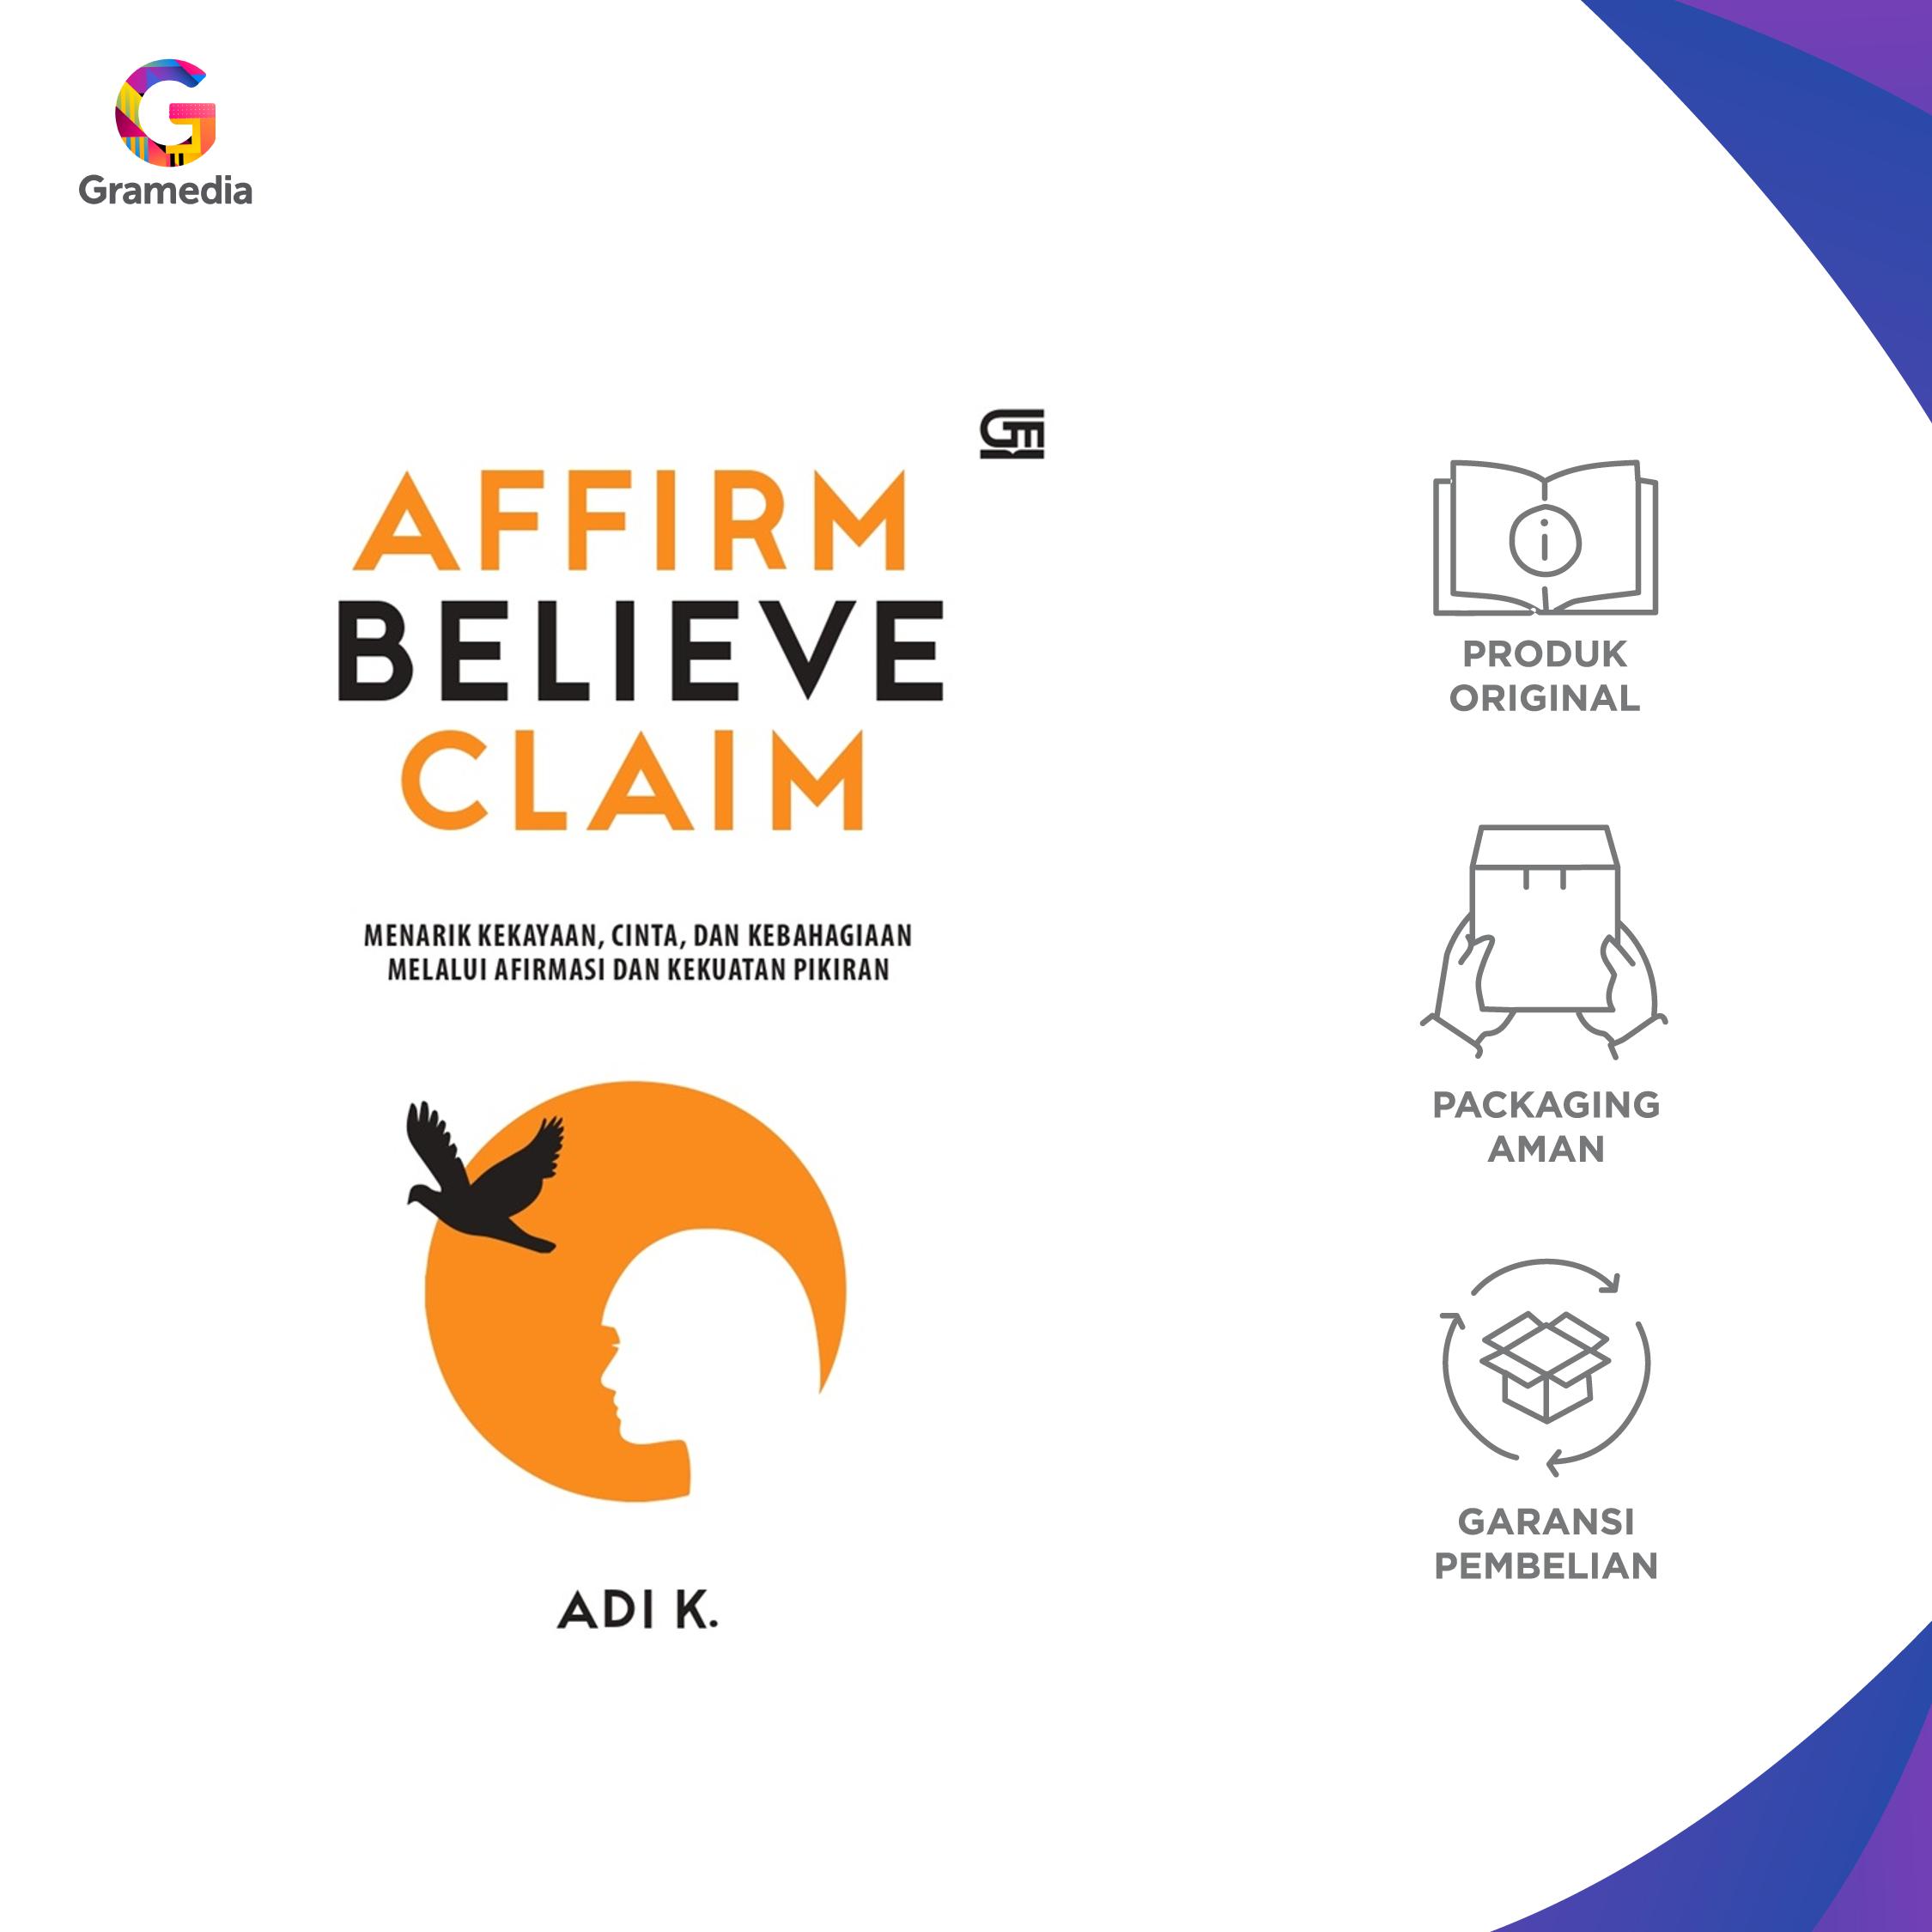 Gramedia
GM
AFFIRM
BELIEVE
CLAIM
MENARIK KEKAYAAN, CINTA, DAN KEBAHAGIAAN
MELALUI AFIRMASI DAN KEKUATAN PIKIRAN
ADI K.
PRODUK
ORIGINAL
PACKAGING
AMAN
GARANSI
PEMBELIAN